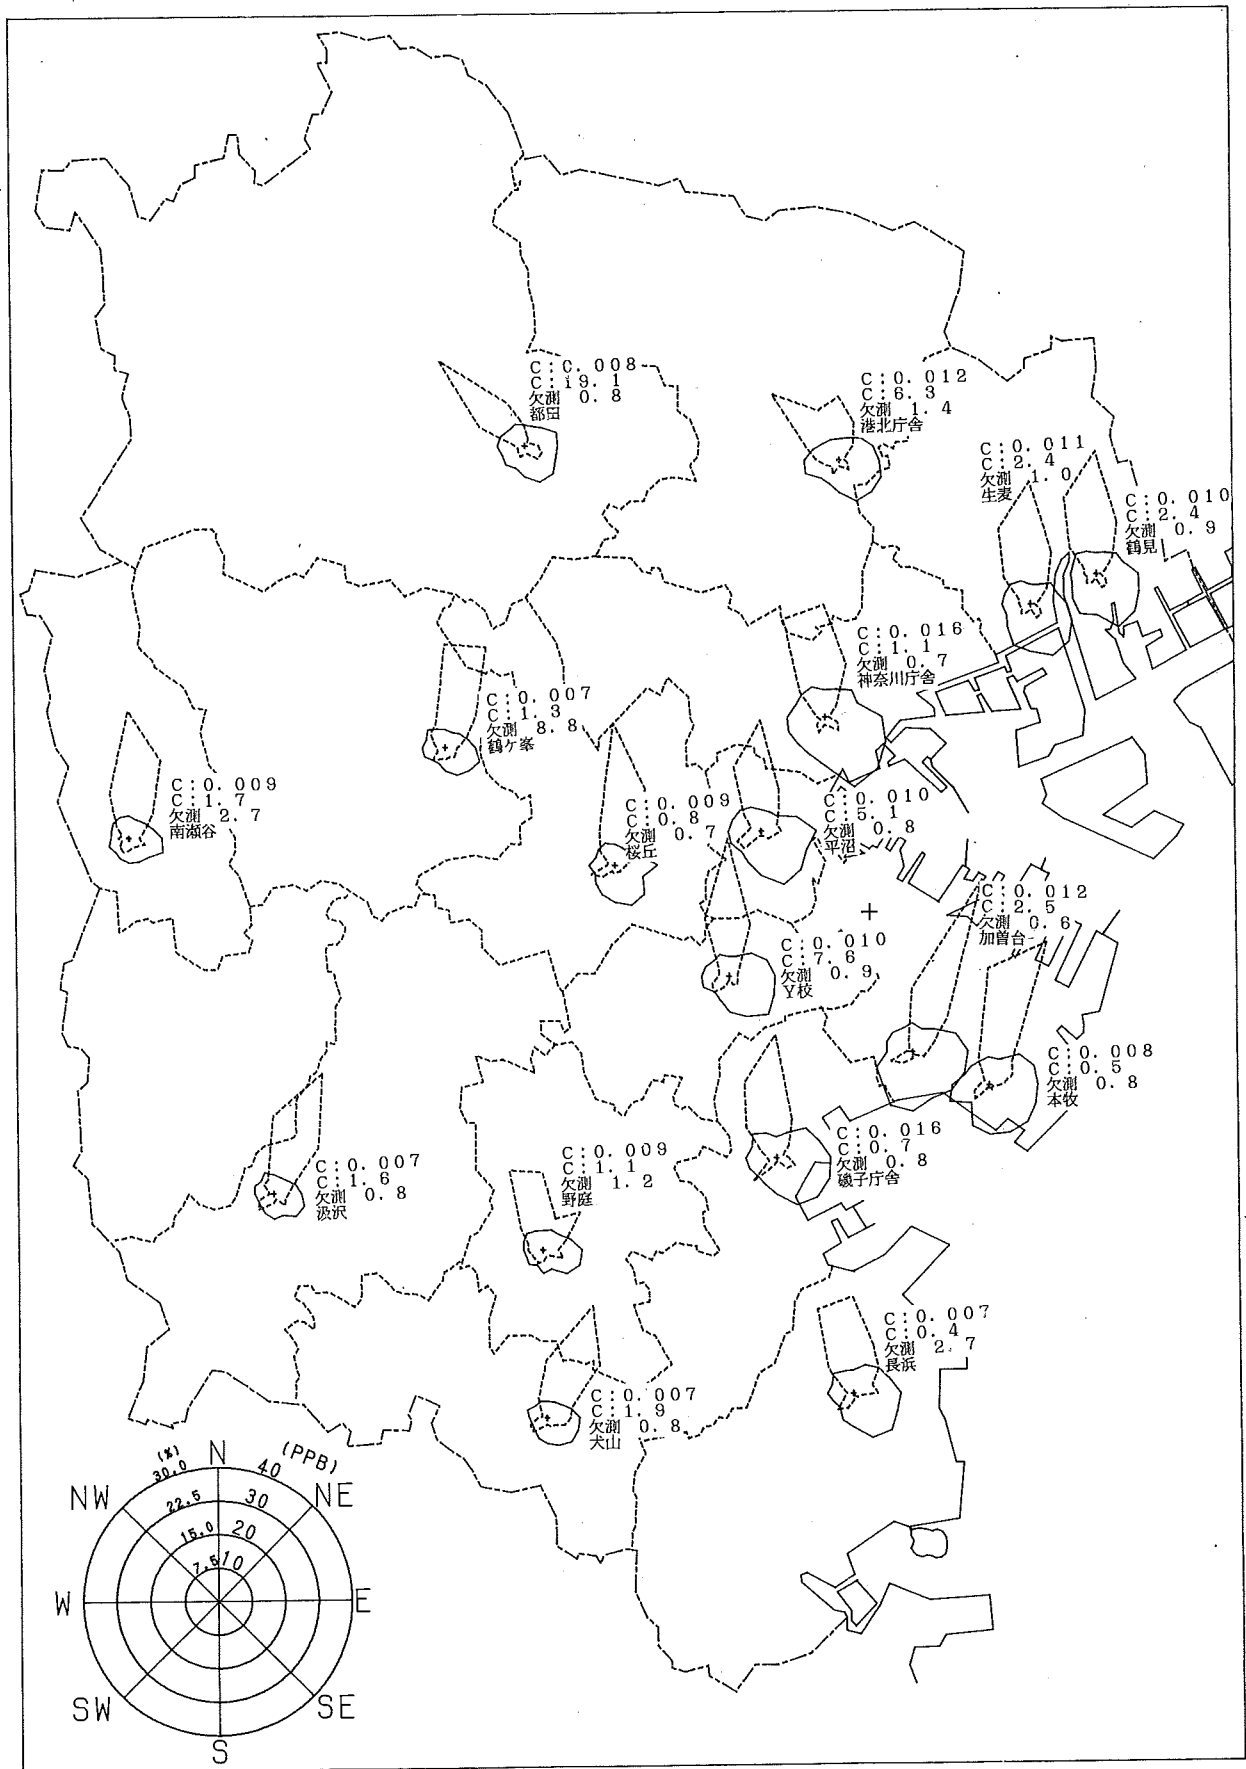 C:0.008
C:19.1
欠測 0.8
都田
C:0.012
C:6.3
欠測 1.4
港北庁舎
C:0.011
C:2.4
欠測 1.0
生麦
C:0.010
C:2.4
欠測 0.9
鶴見
C:0.016
C:1.1
欠測 0.7
神奈川庁舎
C:0.007
C:1.3
欠測 8.8
鶴ケ峯
C:0.009
C:1.7
欠測 2.7
南瀬谷
C:0.009
C:0.8
欠測 0.7
桜丘
C:0.010
C:5.1
欠測 0.8
平沼
C:0.012
C:2.5
欠測 0.6
加曽台
C:0.010
C:7.6
欠測 0.9
Y校
C:0.008
C:0.5
欠測 0.8
本牧
C:0.016
C:0.7
欠測 0.8
磯子庁舎
C:0.009
C:1.1
欠測 1.2
野庭
C:0.007
C:1.6
欠測 0.8
汲沢
C:0.007
C:0.4
欠測 2.7
長浜
C:0.007
C:1.9
欠測 0.8
犬山
(%) N (PPB)
30.0 40
NW NE
22.5 30
15.0 20
7.5 10
W E
SW SE
S